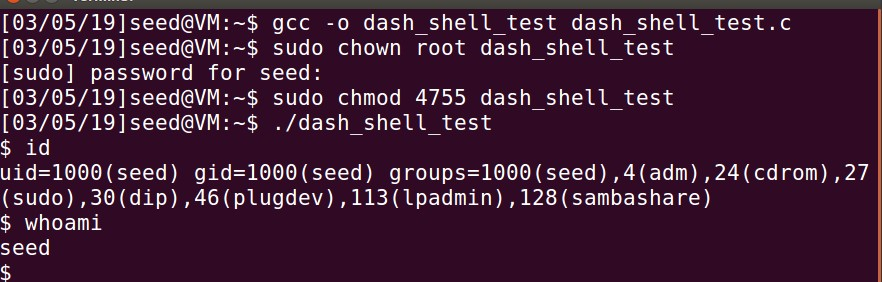 [03/05/19]seed@VM:~$ gcc -o dash_shell_test dash_shell_test.c
[03/05/19]seed@VM:~$ sudo chown root dash_shell_test
[sudo] password for seed:
[03/05/19]seed@VM:~$ sudo chmod 4755 dash_shell_test
[03/05/19]seed@VM:~$ ./dash_shell_test
$ id
uid=1000(seed) gid=1000(seed) groups=1000(seed),4(adm),24(cdrom),27
(sudo),30(dip),46(plugdev),113(lpadmin),128(sambashare)
$ whoami
seed
$